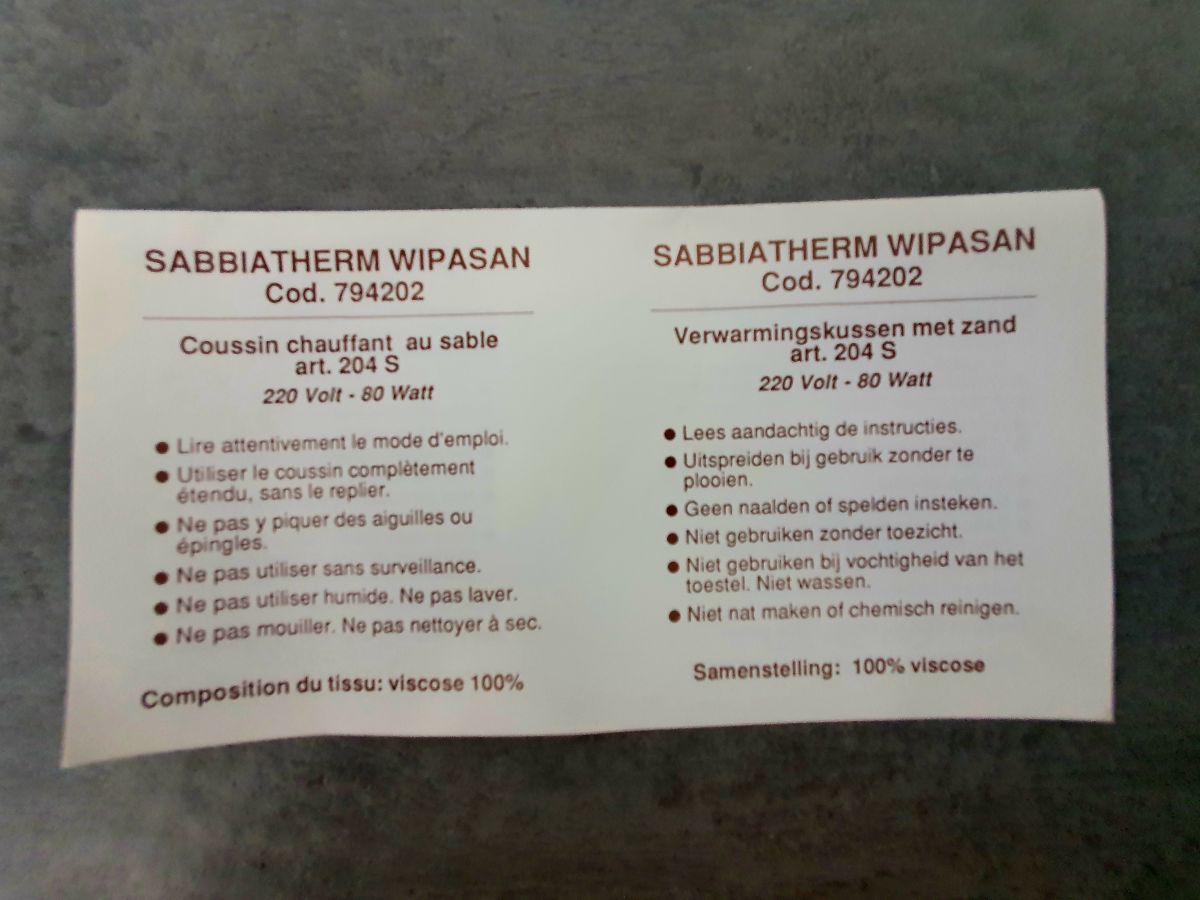 SABBIATHERM WIPASAN
Cod. 794202
Coussin chauffant au sable
art. 204 S
220 Volt - 80 Watt
● Lire attentivement le mode d'emploi.
● Utiliser le coussin complètement
étendu, sans le replier.
● Ne pas y piquer des aiguilles ou
épingles.
● Ne pas utiliser sans surveillance.
● Ne pas utiliser humide. Ne pas laver.
● Ne pas mouiller. Ne pas nettoyer à sec.
Composition du tissu: viscose 100%
SABBIATHERM WIPASAN
Cod. 794202
Verwarmingskussen met zand
art. 204 S
220 Volt - 80 Watt
● Lees aandachtig de instructies.
● Uitspreiden bij gebruik zonder te
plooien.
● Geen naalden of spelden insteken.
● Niet gebruiken zonder toezicht.
● Niet gebruiken bij vochtigheid van het
toestel. Niet wassen.
● Niet nat maken of chemisch reinigen.
Samenstelling: 100% viscose